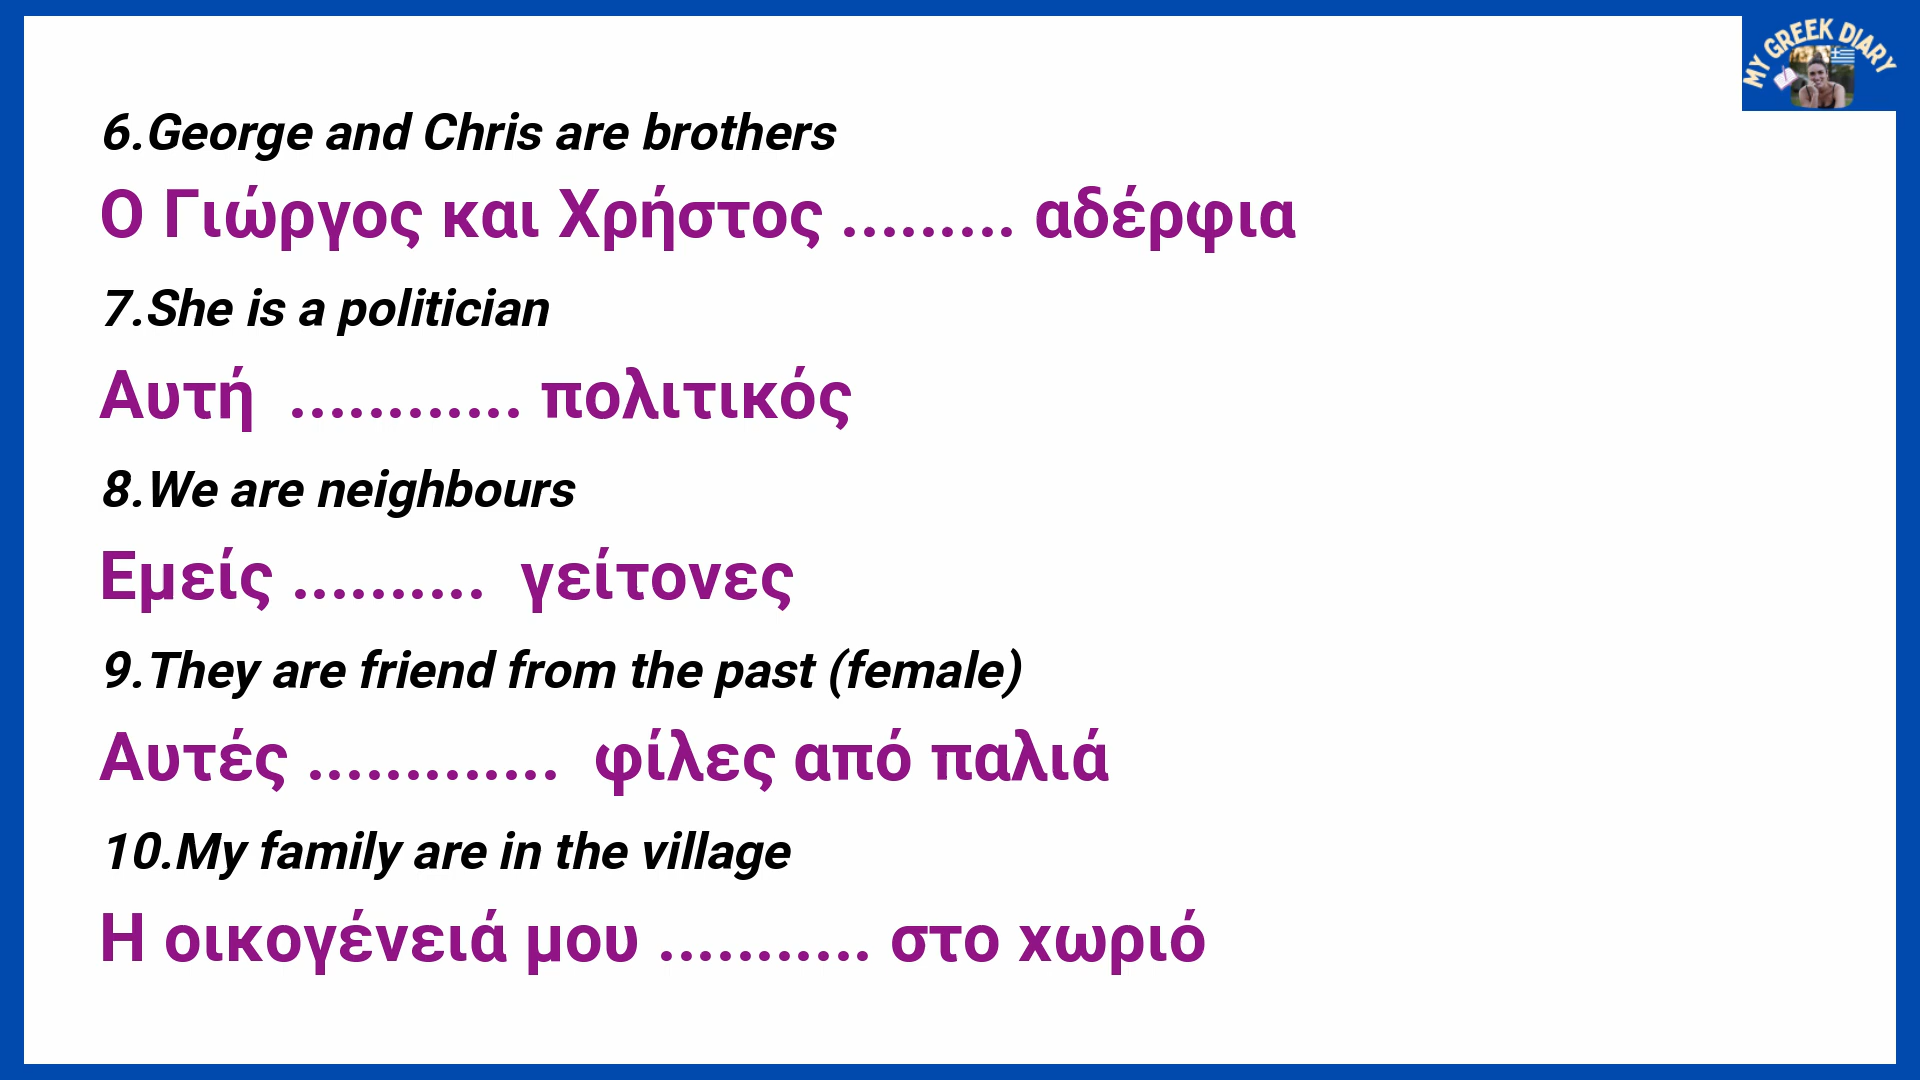 MY GREEK DIARY
6.George and Chris are brothers
Ο Γιώργος και Χρήστος ......... αδέρφια
7.She is a politician
Αυτή ............ πολιτικός
8.We are neighbours
Εμείς .......... γείτονες
9.They are friend from the past (female)
Αυτές ............. φίλες από παλιά
10.My family are in the village
Η οικογένειά μου ........... στο χωριό